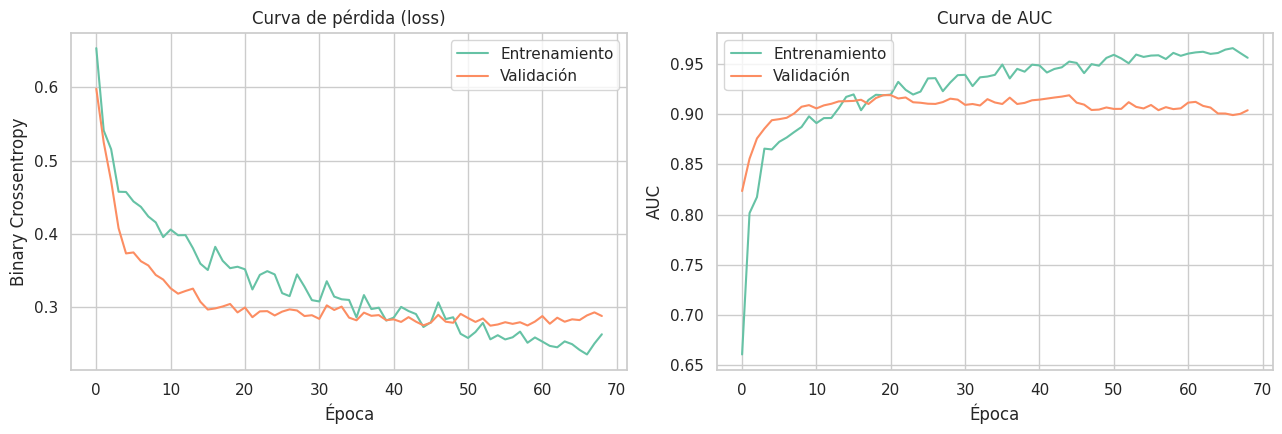 Curva de pérdida (loss)
Entrenamiento
Validación
Binary Crossentropy
0.6
0.5
0.4
0.3
0 10 20 30 40 50 60 70
Época
Curva de AUC
Entrenamiento
Validación
AUC
0.95
0.90
0.85
0.80
0.75
0.70
0.65
0 10 20 30 40 50 60 70
Época